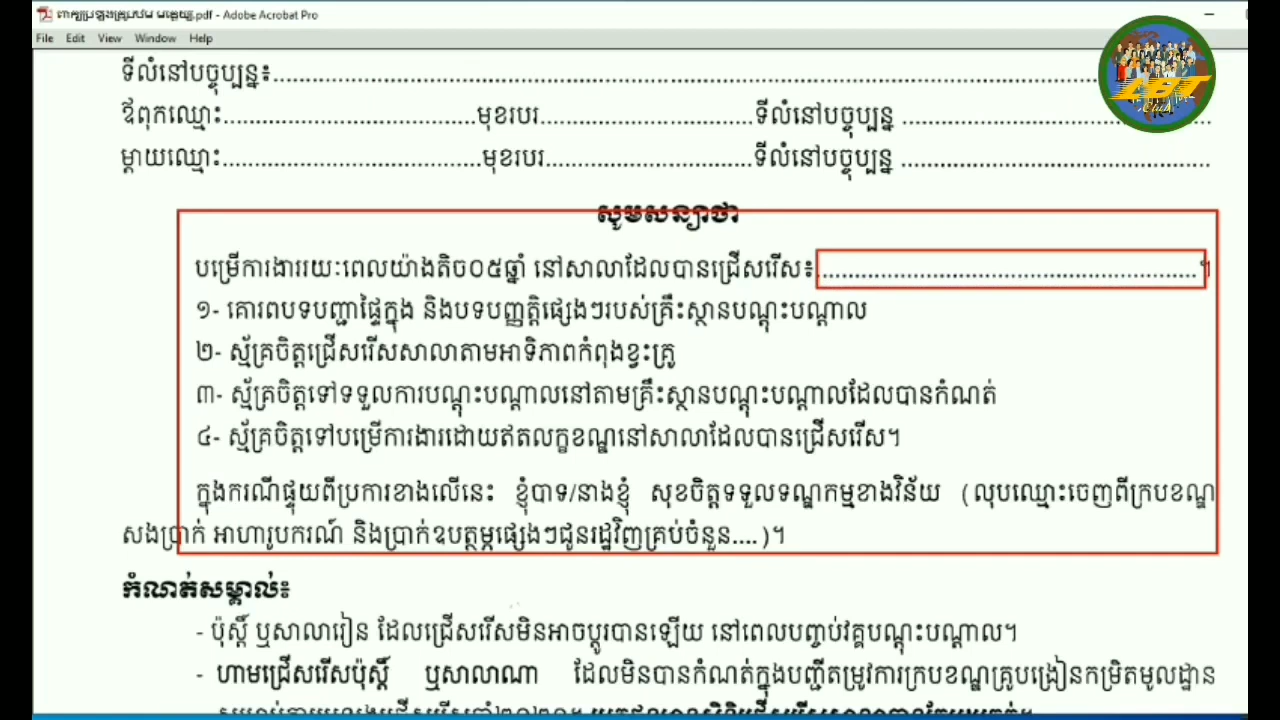 .pdf - Adobe Acrobat Pro
File Edit View Window Help
ទីលំនៅបច្ចុប្បន្ន៖..........................................................................................................................
ឪពុកឈ្មោះ.......................................មុខរបរ................................ទីលំនៅបច្ចុប្បន្ន ...............................................
ម្តាយឈ្មោះ........................................មុខរបរ................................ទីលំនៅបច្ចុប្បន្ន ...............................................
សូមសន្យាថា
បម្រើការងាររយៈពេលយ៉ាងតិច០៥ឆ្នាំ នៅសាលាដែលបានជ្រើសរើស៖..........................................................។
១- គោរពបទបញ្ជាផ្ទៃក្នុង និងបទបញ្ញត្តិផ្សេងៗរបស់គ្រឹះស្ថានបណ្តុះបណ្តាល
២- ស្ម័គ្រចិត្តជ្រើសរើសសាលាតាមអាទិភាពកំពុងខ្វះគ្រូ
៣- ស្ម័គ្រចិត្តទៅទទួលការបណ្តុះបណ្តាលនៅតាមគ្រឹះស្ថានបណ្តុះបណ្តាលដែលបានកំណត់
៤- ស្ម័គ្រចិត្តទៅបម្រើការងារដោយឥតលក្ខខណ្ឌនៅសាលាដែលបានជ្រើសរើស។
ក្នុងករណីផ្ទុយពីប្រការខាងលើនេះ ខ្ញុំបាទ/នាងខ្ញុំ សុខចិត្តទទួលទណ្ឌកម្មខាងវិន័យ (លុបឈ្មោះចេញពីក្របខណ្ឌ
សងប្រាក់ អាហារូបករណ៍ និងប្រាក់ឧបត្ថម្ភផ្សេងៗជូនរដ្ឋវិញគ្រប់ចំនួន....)។
កំណត់សម្គាល់៖
- ប៉ុស្តិ៍ ឬសាលារៀន ដែលជ្រើសរើសមិនអាចប្តូរបានឡើយ នៅពេលបញ្ចប់វគ្គបណ្តុះបណ្តាល។
- ហាមជ្រើសរើសប៉ុស្តិ៍ ឬសាលាណា ដែលមិនបានកំណត់ក្នុងបញ្ជីតម្រូវការក្របខណ្ឌគ្រូបង្រៀនកម្រិតមូលដ្ឋាន